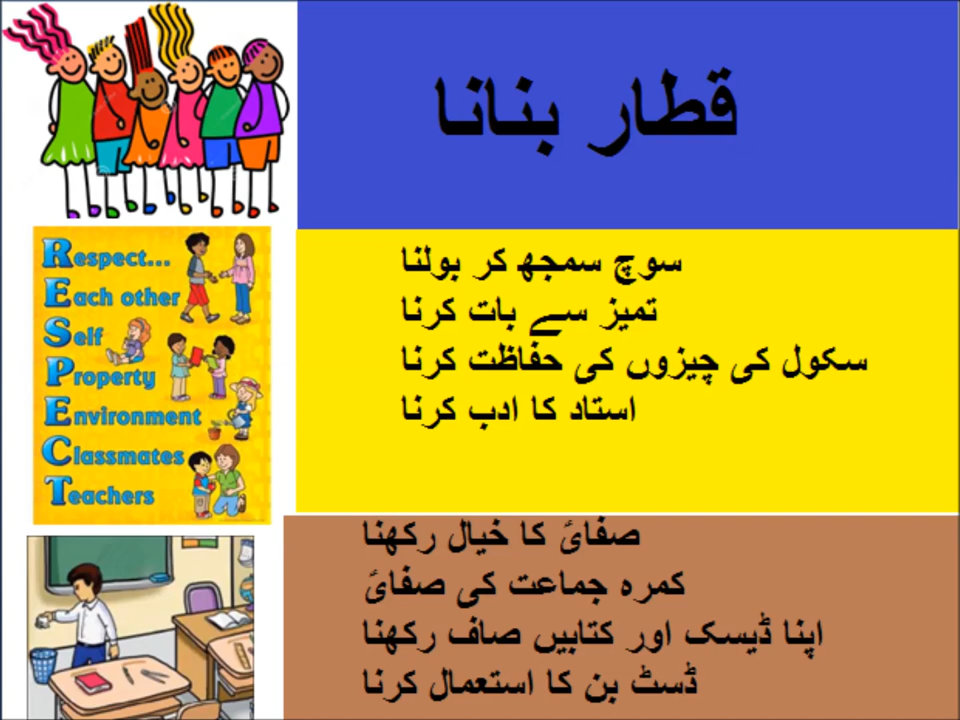 قطار بنانا
Respect...
Each other
Self
Property
Environment
Classmates
Teachers
سوچ سمجھ کر بولنا
تمیز سے بات کرنا
سکول کی چیزوں کی حفاظت کرنا
استاد کا ادب کرنا
صفائ کا خیال رکھنا
کمرہ جماعت کی صفائ
اپنا ڈیسک اور کتابیں صاف رکھنا
ڈسٹ بن کا استعمال کرنا